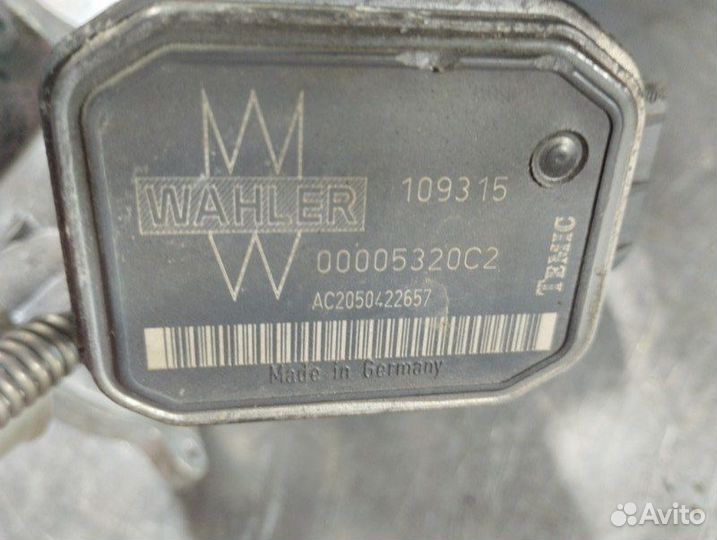 WAHLER
109315
00005320C2
TEMIC
AC2050422657
Made in Germany
Avito